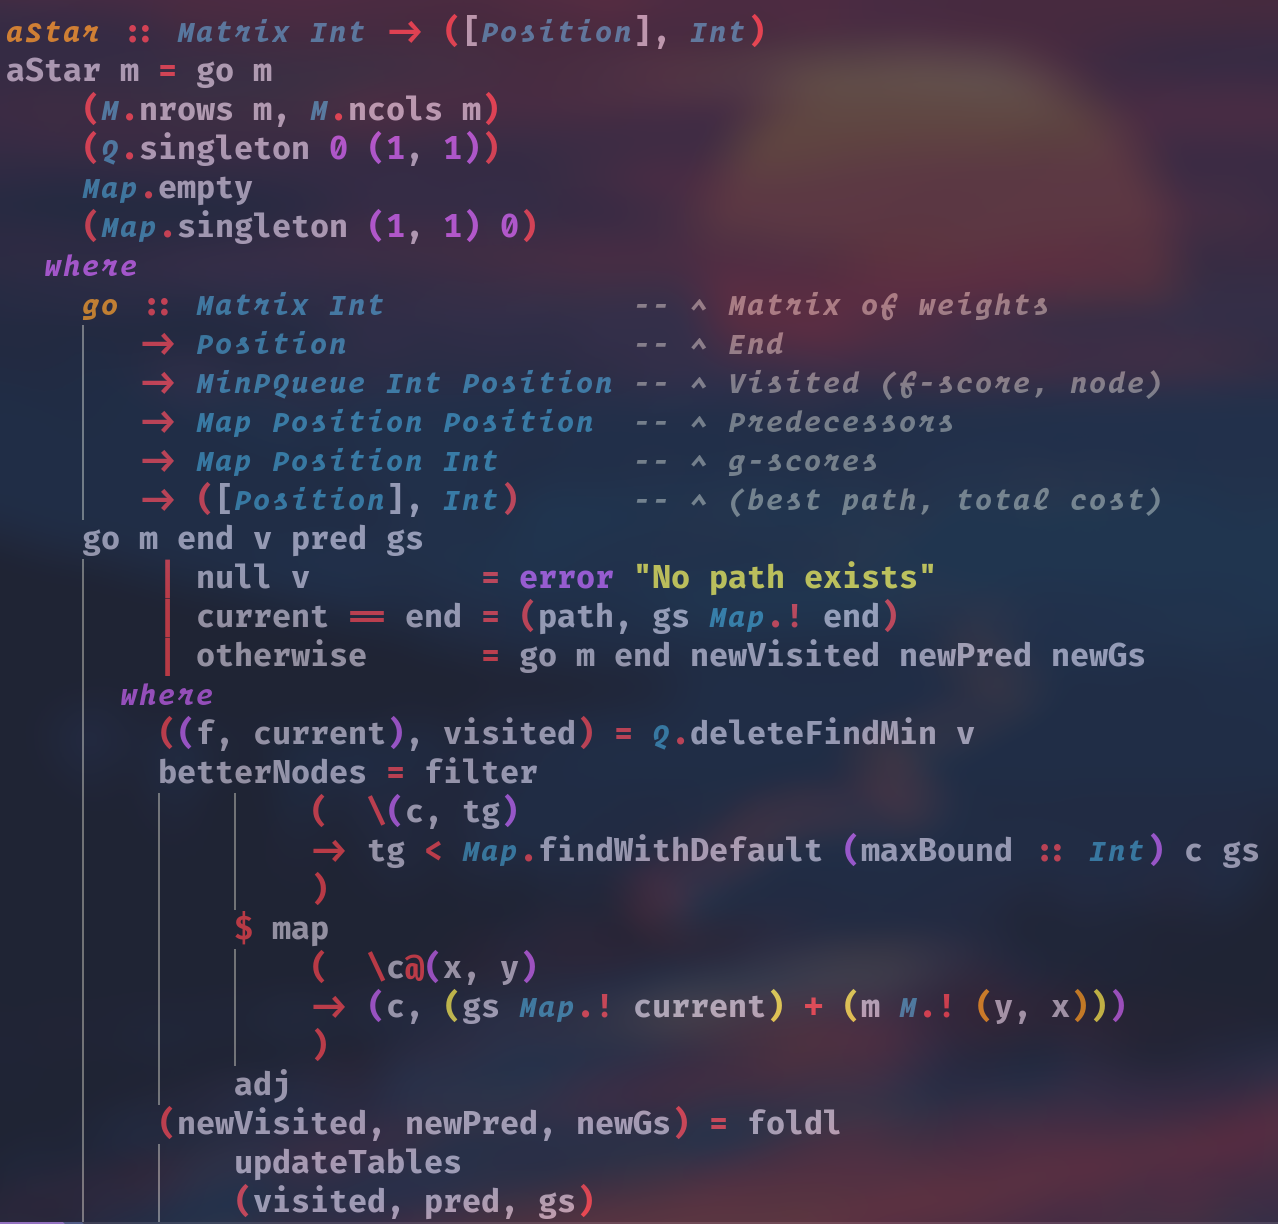 aStar :: Matrix Int -> ([Position], Int)
aStar m = go m
    (M.nrows m, M.ncols m)
    (Q.singleton 0 (1, 1))
    Map.empty
    (Map.singleton (1, 1) 0)
  where
    go :: Matrix Int             -- ^ Matrix of weights
       -> Position               -- ^ End
       -> MinPQueue Int Position -- ^ Visited (f-score, node)
       -> Map Position Position  -- ^ Predecessors
       -> Map Position Int       -- ^ g-scores
       -> ([Position], Int)      -- ^ (best path, total cost)
    go m end v pred gs
        | null v         = error "No path exists"
        | current == end = (path, gs Map.! end)
        | otherwise      = go m end newVisited newPred newGs
      where
        ((f, current), visited) = Q.deleteFindMin v
        betterNodes = filter
                (  \(c, tg)
                -> tg < Map.findWithDefault (maxBound :: Int) c gs
                )
            $ map
                (  \c@(x, y)
                -> (c, (gs Map.! current) + (m M.! (y, x)))
                )
            adj
        (newVisited, newPred, newGs) = foldl
            updateTables
            (visited, pred, gs)